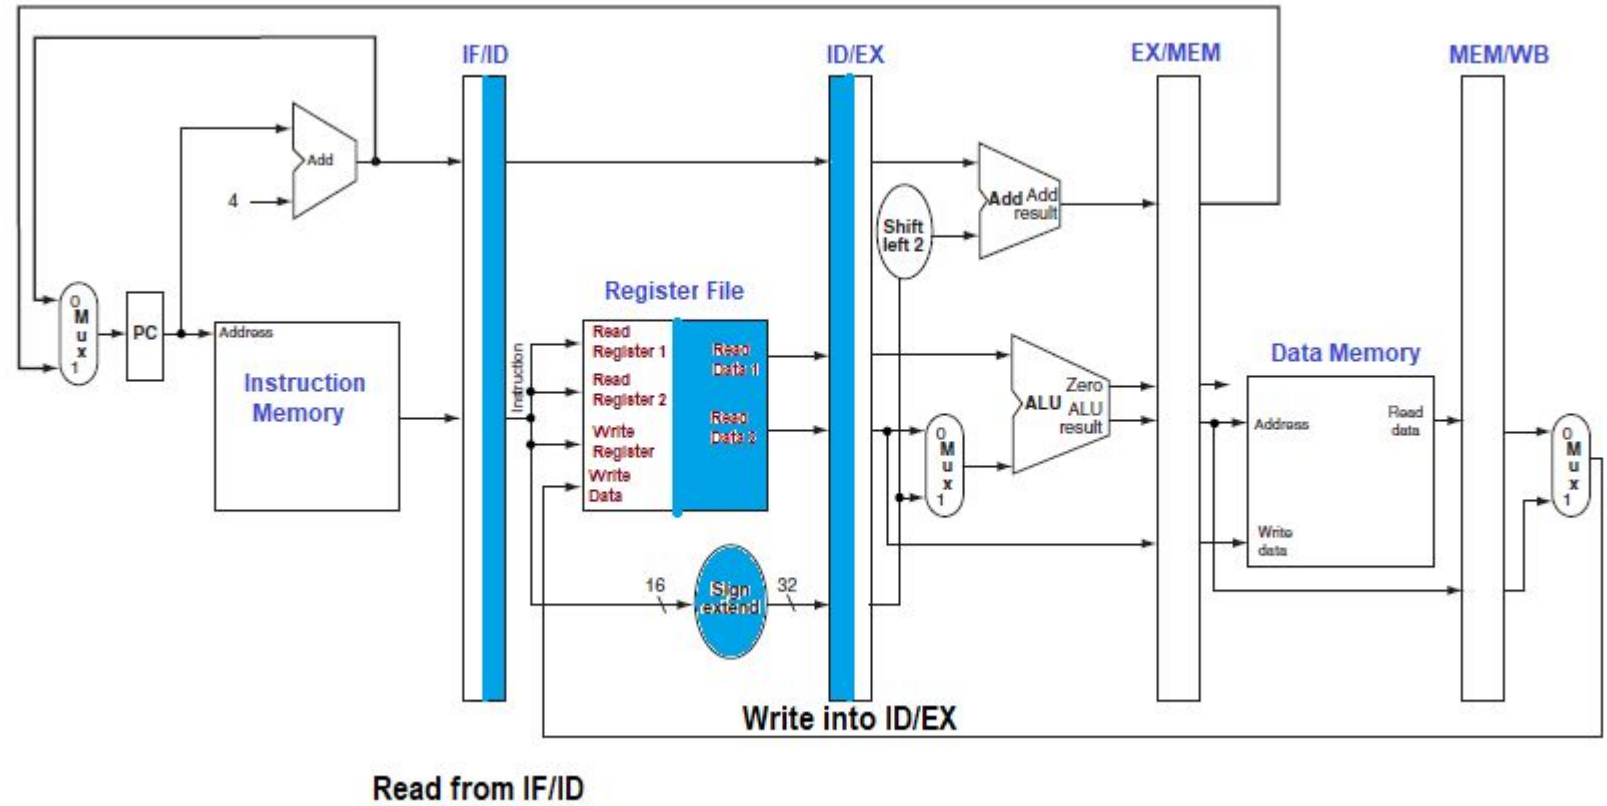 IF/ID
ID/EX
EX/MEM
MEM/WB
Add
4
Add Add
result
Shift
left 2
0
M
u
x
1
PC
Address
Instruction
Memory
Instruction
Register File
Read
Register 1
Read
Register 2
Write
Register
Write
Data
Read
Data 1
Read
Data 2
16
Sign
extend
32
0
M
u
x
1
Zero
ALU
ALU
result
Data Memory
Address
Read
data
Write
data
0
M
u
x
1
Write into ID/EX
Read from IF/ID